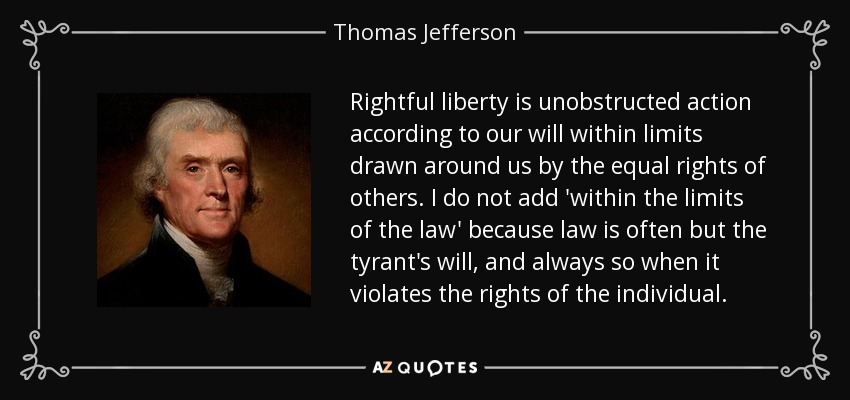 Thomas Jefferson
Rightful liberty is unobstructed action
according to our will within limits
drawn around us by the equal rights of
others. I do not add 'within the limits
of the law' because law is often but the
tyrant's will, and always so when it
violates the rights of the individual.
AZ QUOTES